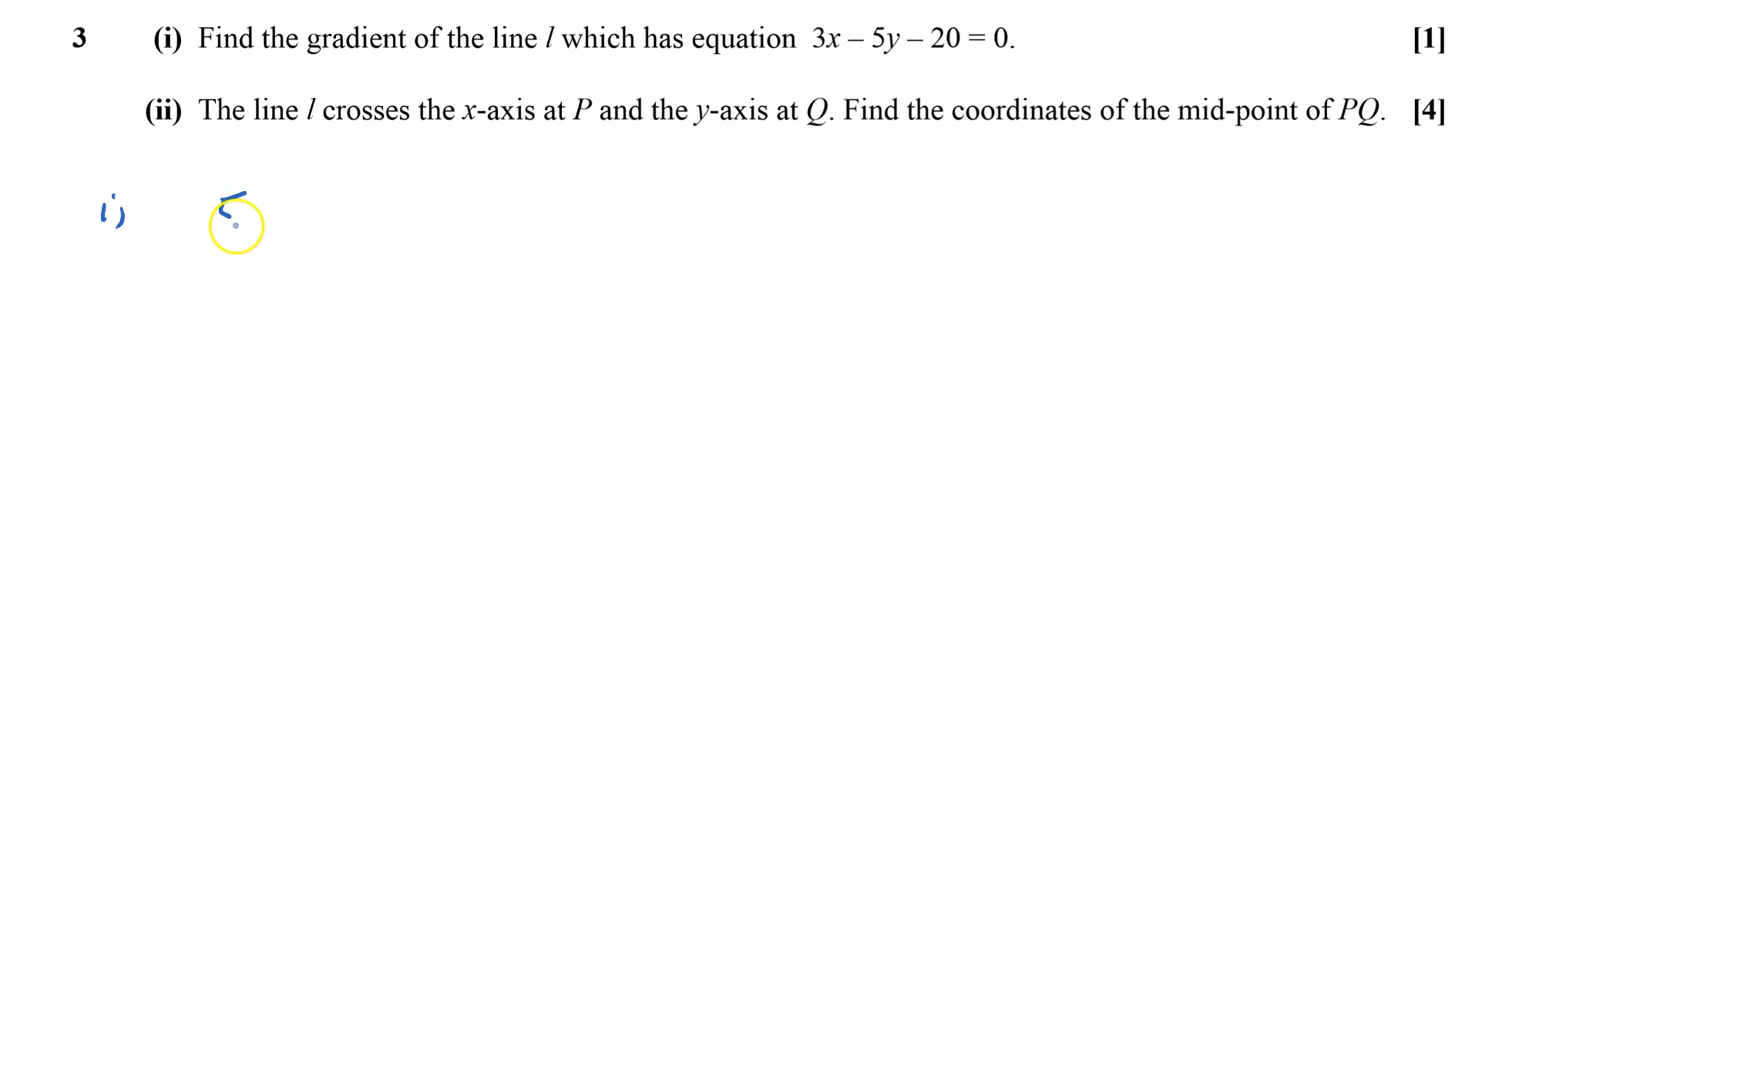 3 (i) Find the gradient of the line l which has equation 3x – 5y – 20 = 0. [1]
(ii) The line l crosses the x-axis at P and the y-axis at Q. Find the coordinates of the mid-point of PQ. [4]
i) 5